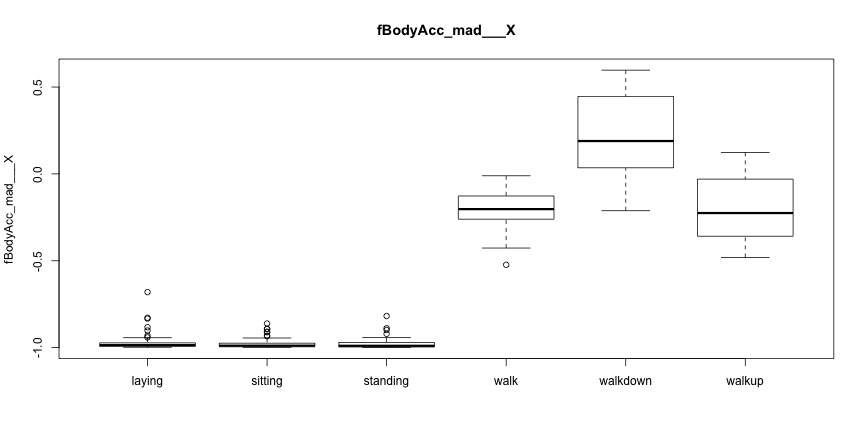 fBodyAcc_mad___X
fBodyAcc_mad___X
0.5
0.0
-0.5
-1.0
laying sitting standing walk walkdown walkup